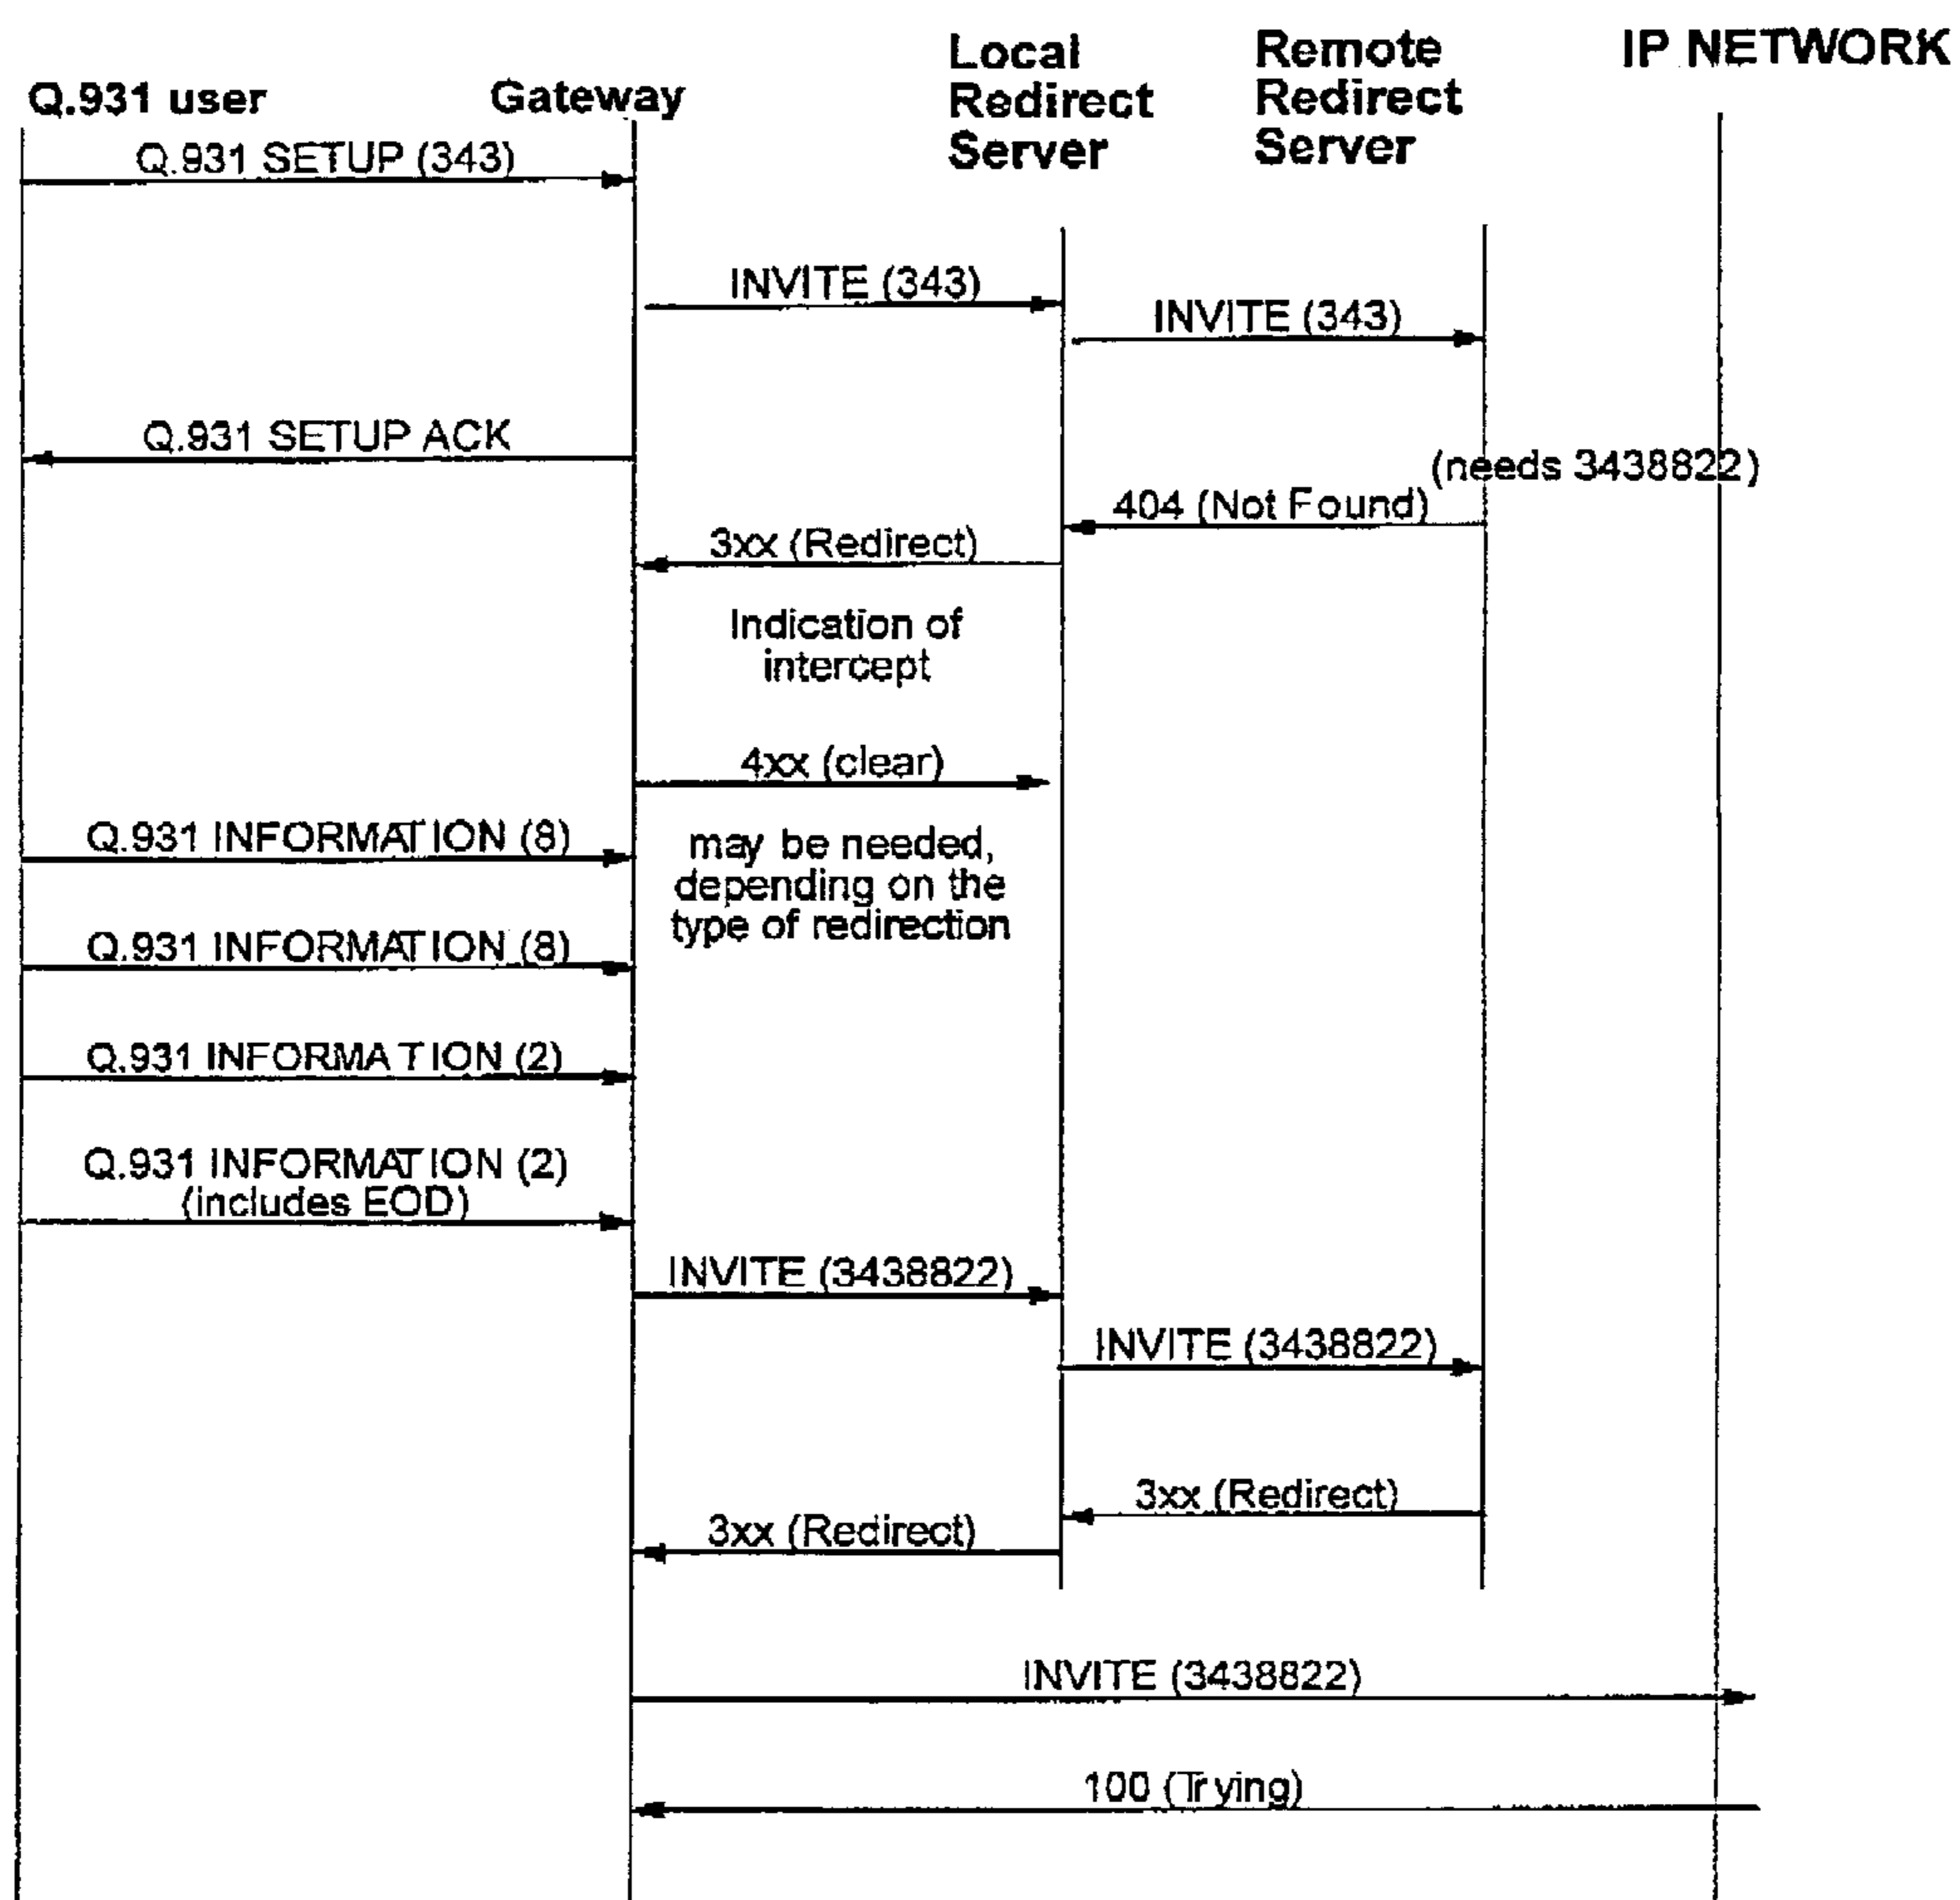 Q.931 user
Gateway
Local
Redirect
Server
Remote
Redirect
Server
IP NETWORK
Q.931 SETUP (343)
INVITE (343)
INVITE (343)
Q.931 SETUP ACK
(needs 3438822)
404 (Not Found)
3xx (Redirect)
Indication of
intercept
4xx (clear)
Q.931 INFORMATION (8)
may be needed,
depending on the
type of redirection
Q.931 INFORMATION (8)
Q.931 INFORMATION (2)
Q.931 INFORMATION (2)
(includes EOD)
INVITE (3438822)
INVITE (3438822)
3xx (Redirect)
3xx (Redirect)
INVITE (3438822)
100 (Trying)